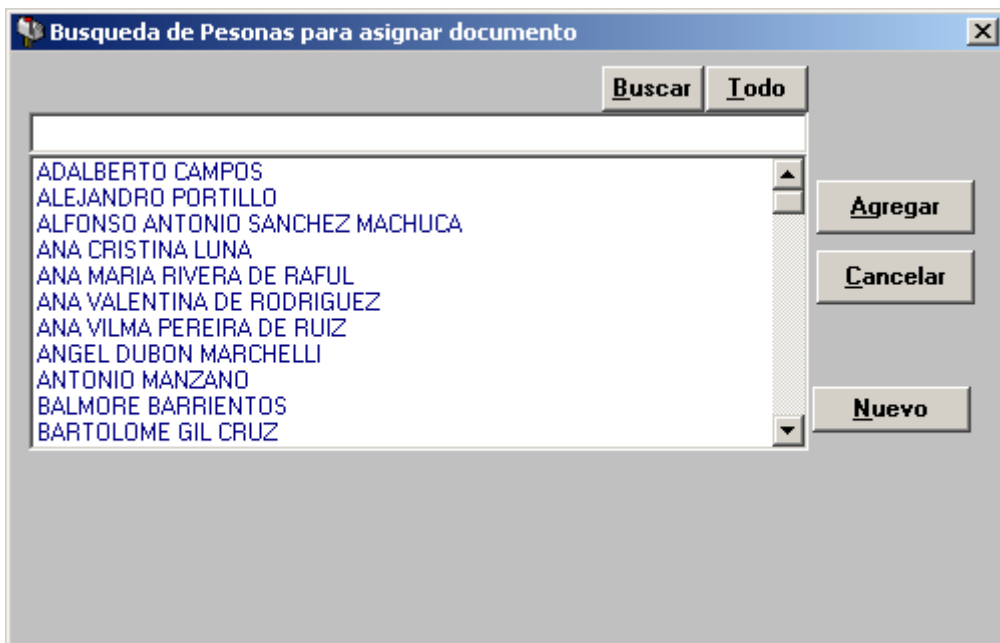 Busqueda de Pesonas para asignar documento
Buscar Todo
ADALBERTO CAMPOS
ALEJANDRO PORTILLO
ALFONSO ANTONIO SANCHEZ MACHUCA
ANA CRISTINA LUNA
ANA MARIA RIVERA DE RAFUL
ANA VALENTINA DE RODRIGUEZ
ANA VILMA PEREIRA DE RUIZ
ANGEL DUBON MARCHELLI
ANTONIO MANZANO
BALMORE BARRIENTOS
BARTOLOME GIL CRUZ
Agregar
Cancelar
Nuevo